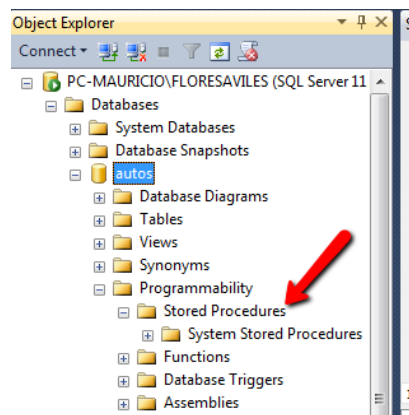 Object Explorer
Connect
PC-MAURICIO\FLORESAVILES (SQL Server 11
Databases
System Databases
Database Snapshots
autos
Database Diagrams
Tables
Views
Synonyms
Programmability
Stored Procedures
System Stored Procedures
Functions
Database Triggers
Assemblies